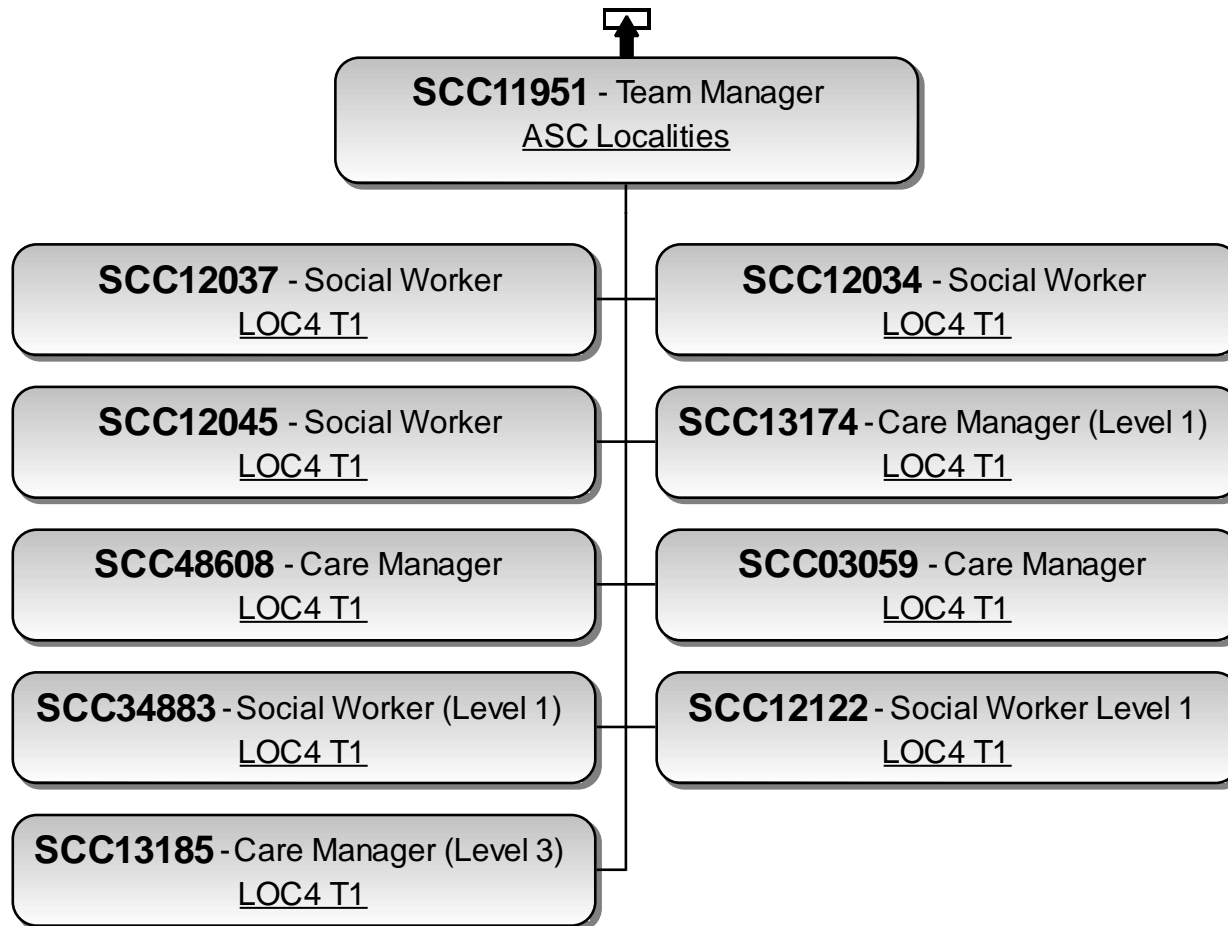 SCC11951 - Team Manager
ASC Localities
SCC12037 - Social Worker
LOC4 T1
SCC12034 - Social Worker
LOC4 T1
SCC12045 - Social Worker
LOC4 T1
SCC13174 - Care Manager (Level 1)
LOC4 T1
SCC48608 - Care Manager
LOC4 T1
SCC03059 - Care Manager
LOC4 T1
SCC34883 - Social Worker (Level 1)
LOC4 T1
SCC12122 - Social Worker Level 1
LOC4 T1
SCC13185 - Care Manager (Level 3)
LOC4 T1